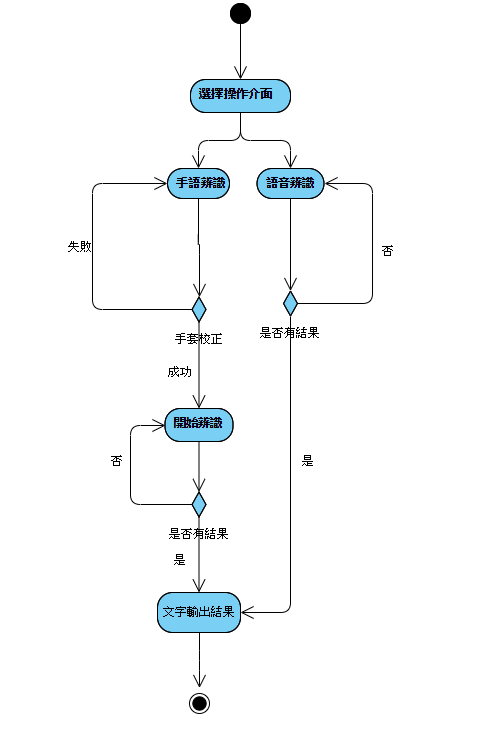 選擇操作介面
手語辨識
語音辨識
失敗
否
是否有結果
手套校正
成功
開始辨識
否
是
是否有結果
是
文字輸出結果